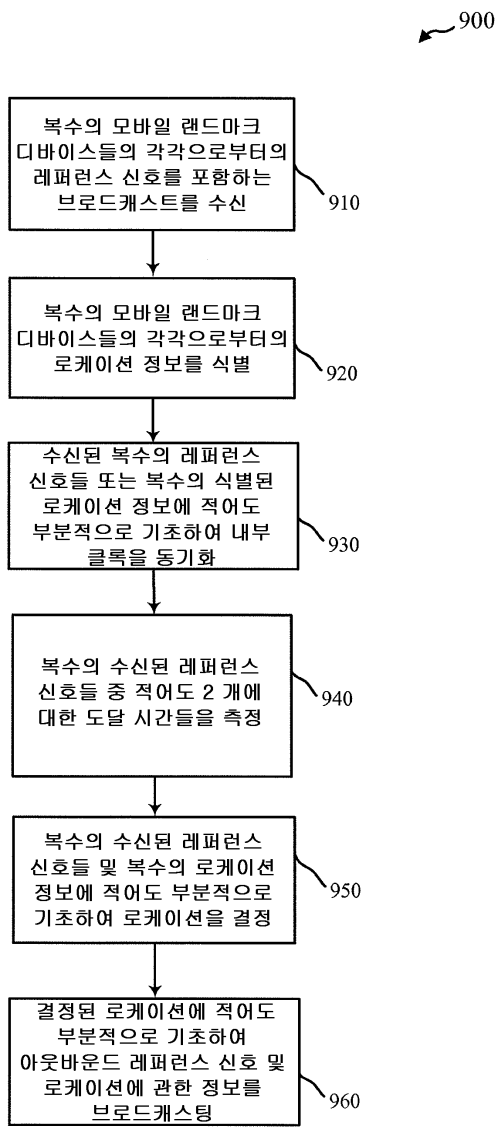 900
복수의 모바일 랜드마크
디바이스들의 각각으로부터의
레퍼런스 신호를 포함하는
브로드캐스트를 수신
910
복수의 모바일 랜드마크
디바이스들의 각각으로부터의
로케이션 정보를 식별
920
수신된 복수의 레퍼런스
신호들 또는 복수의 식별된
로케이션 정보에 적어도
부분적으로 기초하여 내부
클록을 동기화
930
복수의 수신된 레퍼런스
신호들 중 적어도 2 개에
대한 도달 시간들을 측정
940
복수의 수신된 레퍼런스
신호들 및 복수의 로케이션
정보에 적어도 부분적으로
기초하여 로케이션을 결정
950
결정된 로케이션에 적어도
부분적으로 기초하여
아웃바운드 레퍼런스 신호 및
로케이션에 관한 정보를
브로드캐스팅
960